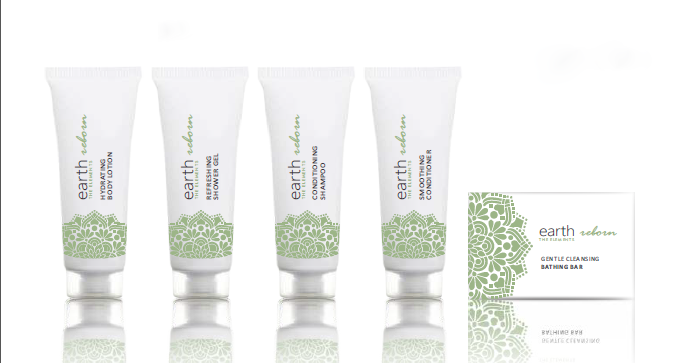 earth reborn
THE ELEMENTS
HYDRATING
BODY LOTION
earth reborn
THE ELEMENTS
REFRESHING
SHOWER GEL
earth reborn
THE ELEMENTS
CONDITIONING
SHAMPOO
earth reborn
THE ELEMENTS
SMOOTHING
CONDITIONER
earth reborn
THE ELEMENTS
GENTLE CLEANSING
BATHING BAR